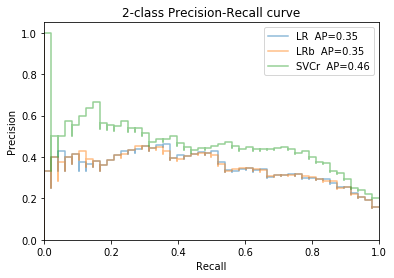 2-class Precision-Recall curve
LR AP=0.35
LRb AP=0.35
SVCr AP=0.46
Precision
1.0
0.8
0.6
0.4
0.2
0.0
0.0 0.2 0.4 0.6 0.8 1.0
Recall